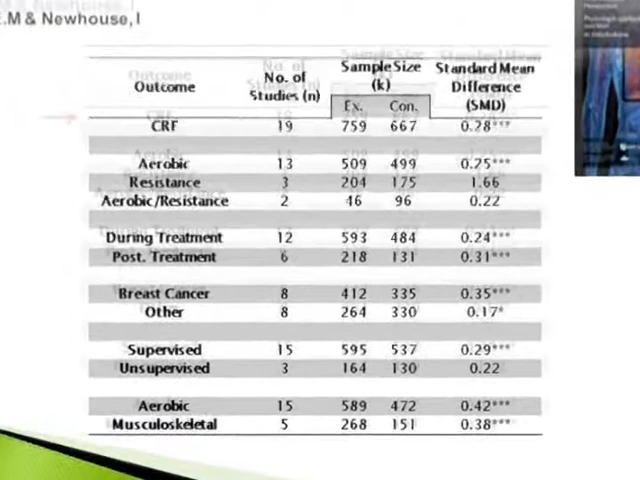 E.M & Newhouse, I
Outcome No. of Studies (n) Sample Size (k) Standard Mean Difference (SMD)
Ex. Con.
CRF 19 759 667 0.28***
Aerobic 13 509 499 0.25***
Resistance 3 204 175 1.66
Aerobic/Resistance 2 46 96 0.22
During Treatment 12 593 484 0.24***
Post. Treatment 6 218 131 0.31***
Breast Cancer 8 412 335 0.35***
Other 8 264 330 0.17*
Supervised 15 595 537 0.29***
Unsupervised 3 164 130 0.22
Aerobic 15 589 472 0.42***
Musculoskeletal 5 268 151 0.38***